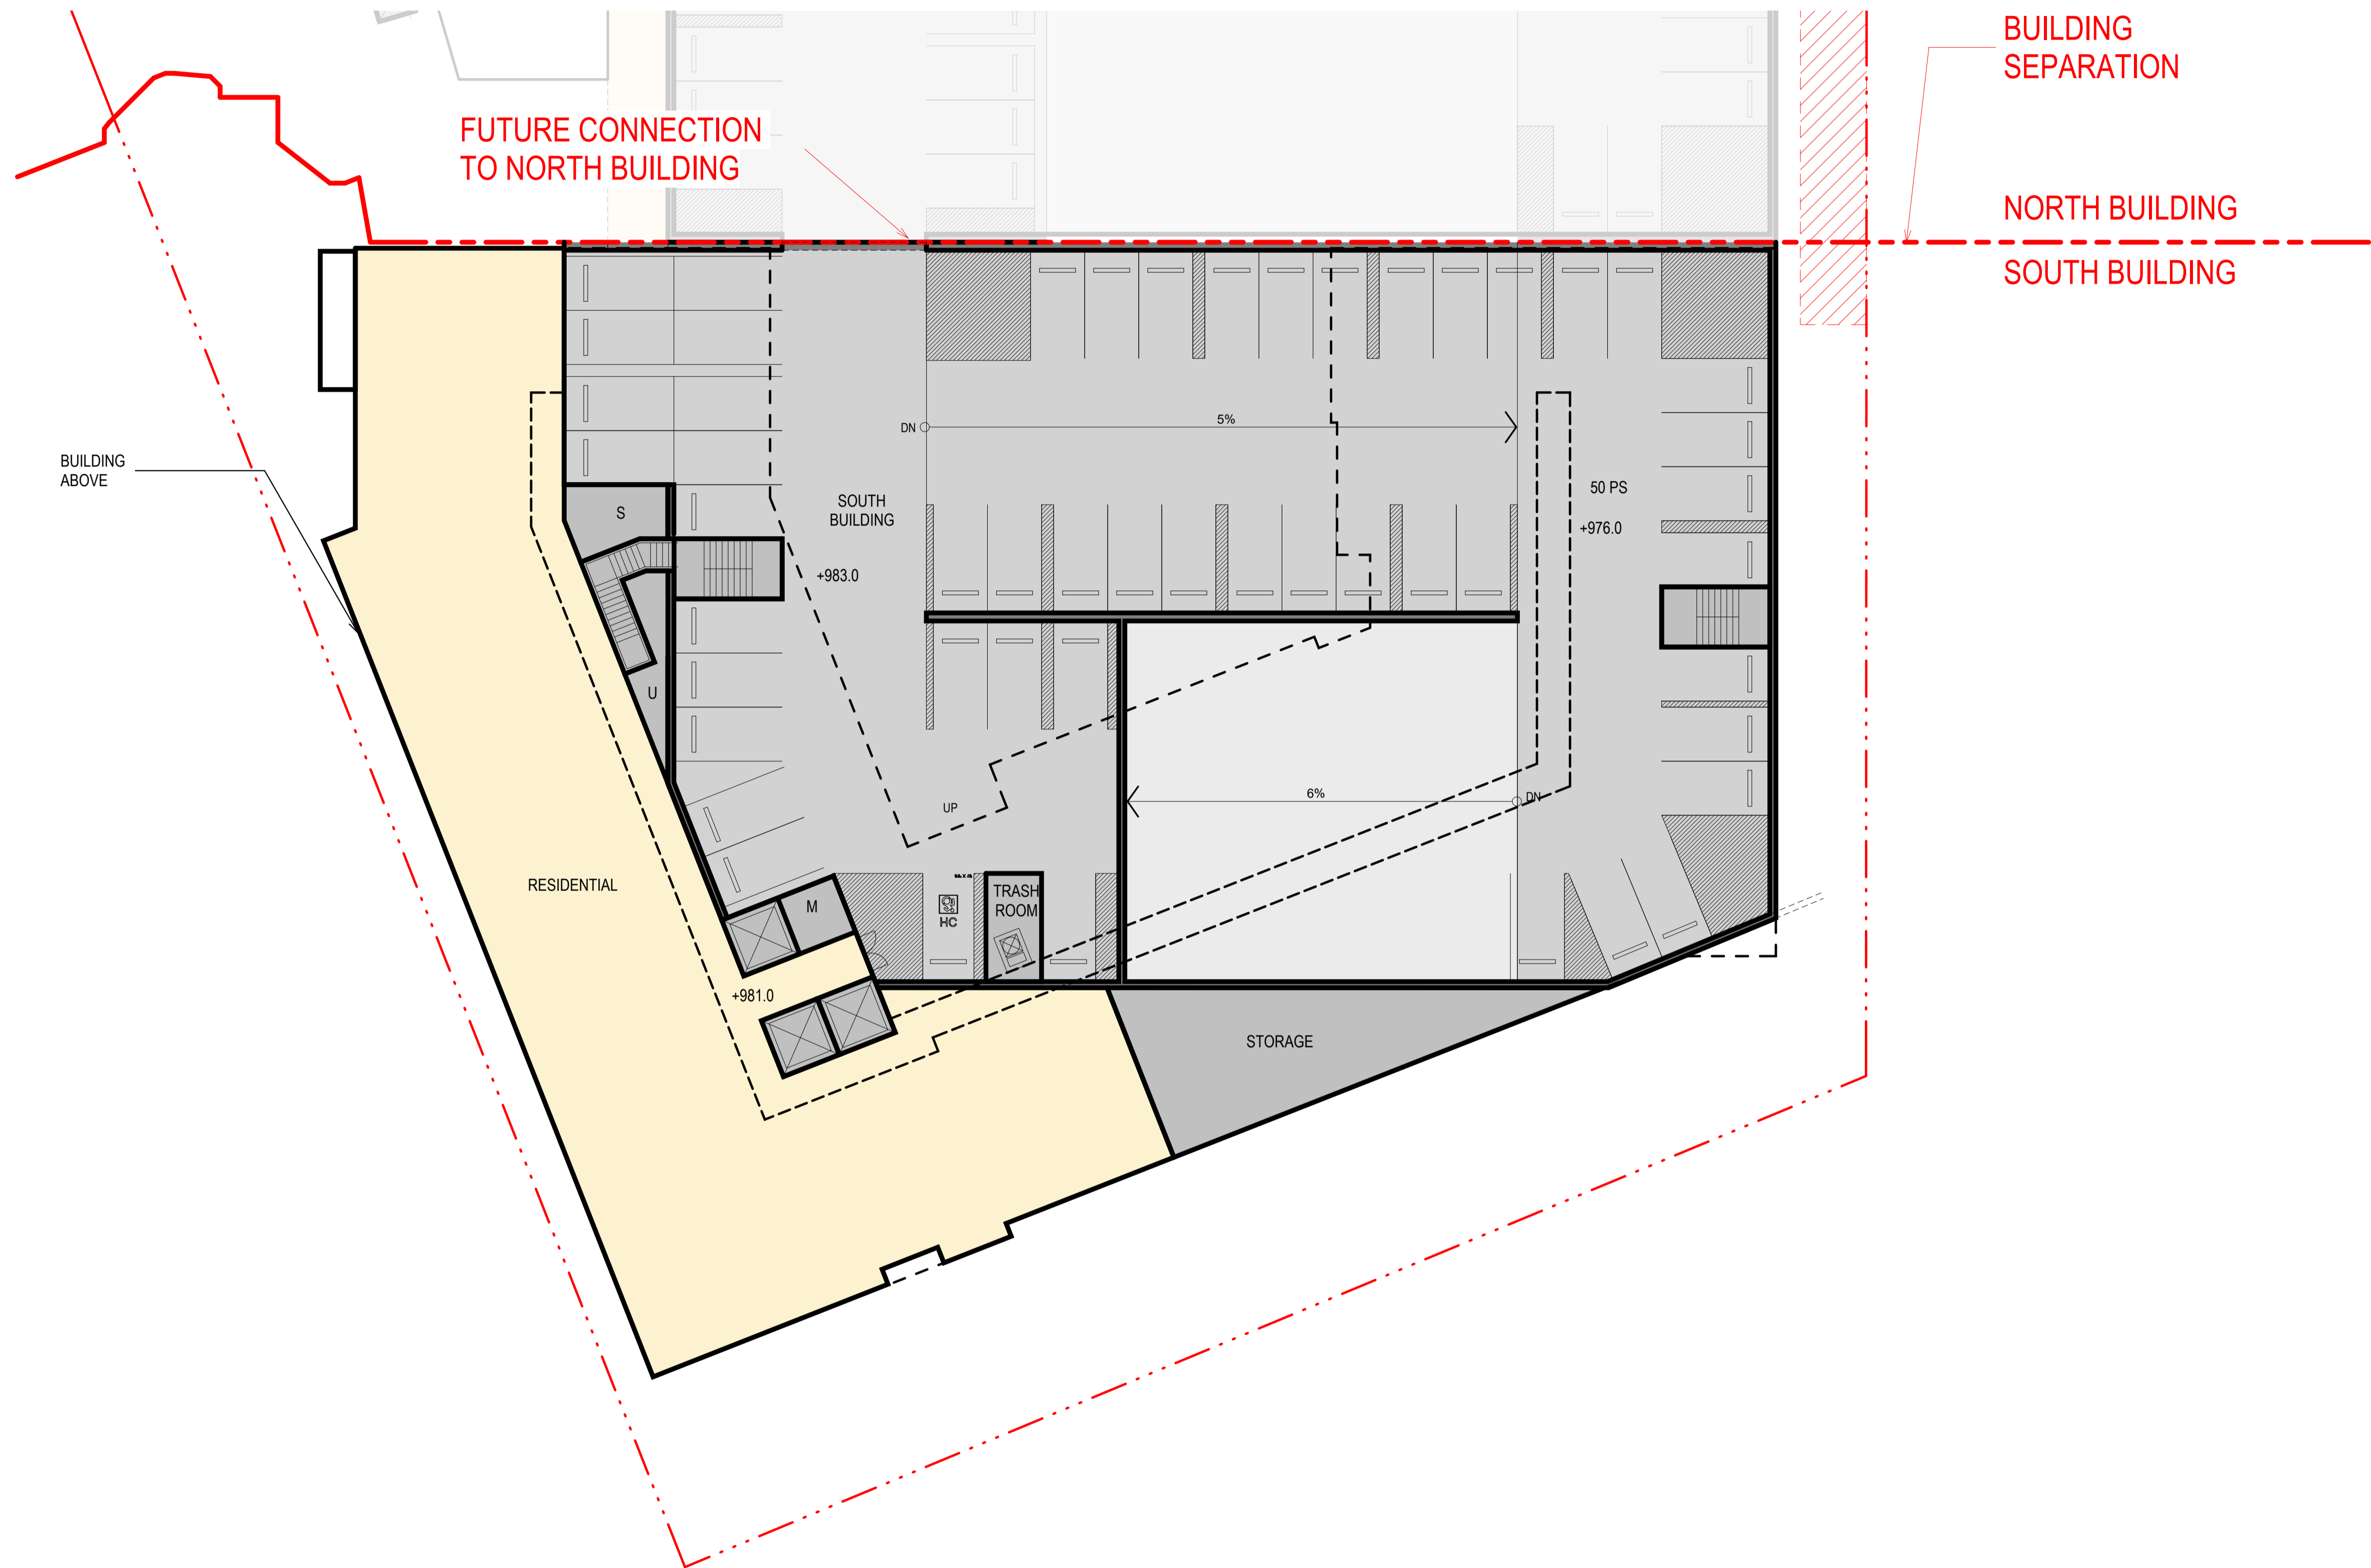 BUILDING
SEPARATION
FUTURE CONNECTION
TO NORTH BUILDING
NORTH BUILDING
SOUTH BUILDING
BUILDING
ABOVE
DN
5%
SOUTH
BUILDING
50 PS
S
+976.0
+983.0
U
6%
DN
UP
RESIDENTIAL
TRASH
ROOM
M
HC
+981.0
STORAGE